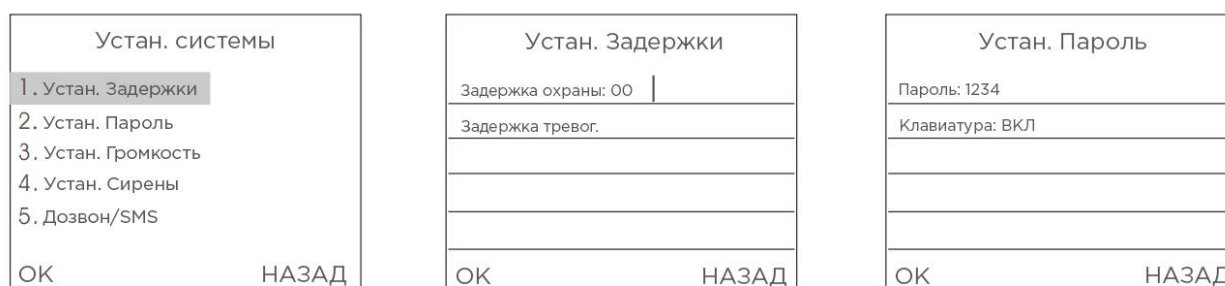 Устан. системы
1. Устан. Задержки
2. Устан. Пароль
3. Устан. Громкость
4. Устан. Сирены
5. Дозвон/SMS
OK НАЗАД
Устан. Задержки
Задержка охраны: 00
Задержка тревог.
OK НАЗАД
Устан. Пароль
Пароль: 1234
Клавиатура: ВКЛ
OK НАЗАД